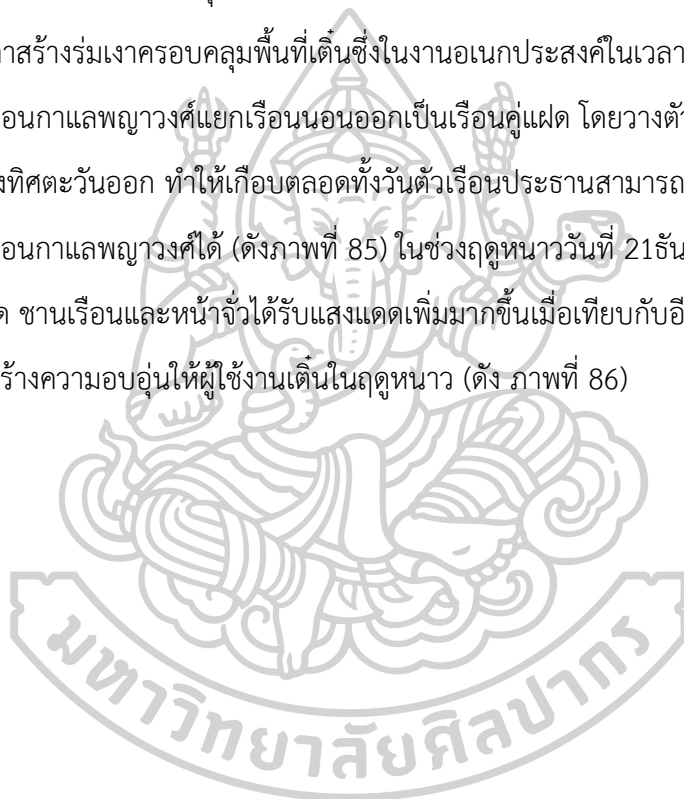 าสร้างร่มเงาครอบคลุมพื้นที่เติ๋นซึ่งในงานอเนกประสงค์ในเวลา
อนกาแลพญาวงศ์แยกเรือนนอนออกเป็นเรือนคู่แฝด โดยวางตัว
งทิศตะวันออก ทำให้เกือบตลอดทั้งวันตัวเรือนประธานสามารถ
อนกาแลพญาวงศ์ได้ (ดังภาพที่ 85) ในช่วงฤดูหนาววันที่ 21ธัน
ด ชานเรือนและหน้าจั่วได้รับแสงแดดเพิ่มมากขึ้นเมื่อเทียบกับอี
ร้างความอบอุ่นให้ผู้ใช้งานเติ๋นในฤดูหนาว (ดัง ภาพที่ 86)
มหาวิทยาลัยศิลปากร